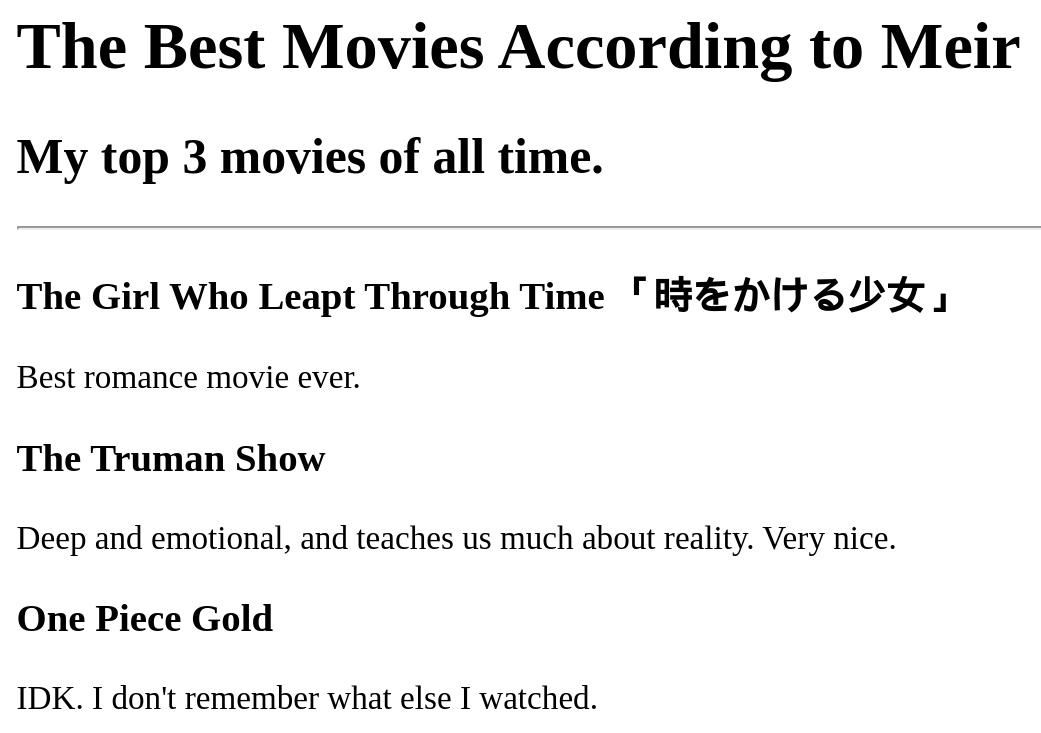 The Best Movies According to Meir
My top 3 movies of all time.
The Girl Who Leapt Through Time 「時をかける少女」
Best romance movie ever.
The Truman Show
Deep and emotional, and teaches us much about reality. Very nice.
One Piece Gold
IDK. I don't remember what else I watched.